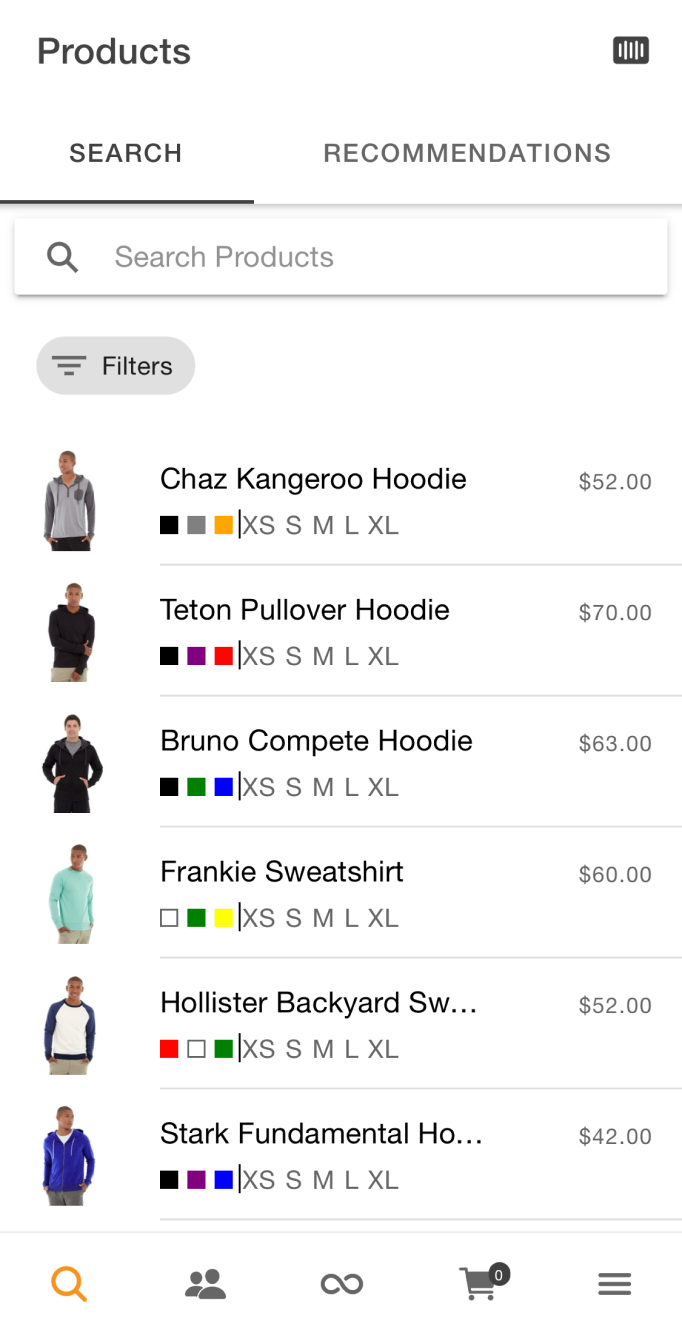 Products
SEARCH RECOMMENDATIONS
Search Products
Filters
Chaz Kangeroo Hoodie $52.00
XS S M L XL
Teton Pullover Hoodie $70.00
XS S M L XL
Bruno Compete Hoodie $63.00
XS S M L XL
Frankie Sweatshirt $60.00
XS S M L XL
Hollister Backyard Sw... $52.00
XS S M L XL
Stark Fundamental Ho... $42.00
XS S M L XL
0